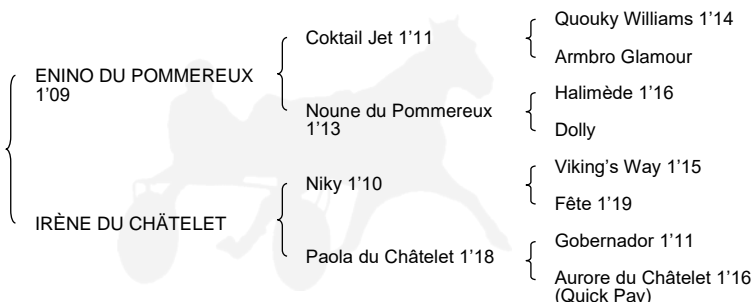 ENINO DU POMMEREUX
1’09
IRÈNE DU CHÄTELET
Coktail Jet 1’11
Noune du Pommereux
1’13
Niky 1’10
Paola du Châtelet 1’18
Quouky Williams 1’14
Armbro Glamour
Halimède 1’16
Dolly
Viking’s Way 1’15
Fête 1’19
Gobernador 1’11
Aurore du Châtelet 1’16
(Quick Pay)